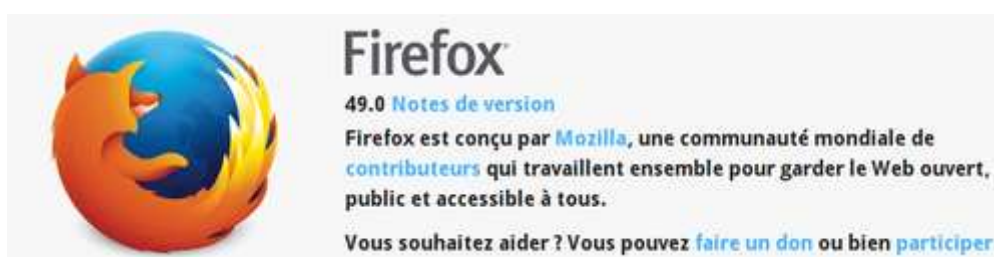 Firefox
49.0 Notes de version
Firefox est conçu par Mozilla, une communauté mondiale de
contributeurs qui travaillent ensemble pour garder le Web ouvert,
public et accessible à tous.
Vous souhaitez aider ? Vous pouvez faire un don ou bien participer